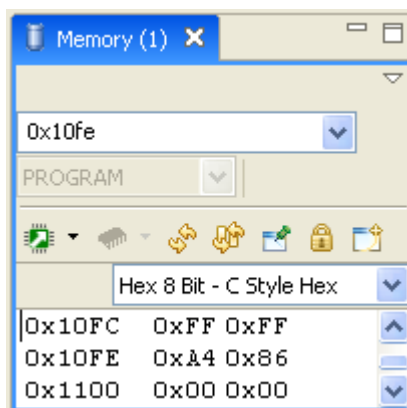 Memory (1)
0x10fe
PROGRAM
Hex 8 Bit - C Style Hex
0x10FC 0xFF 0xFF
0x10FE 0xA4 0x86
0x1100 0x00 0x00